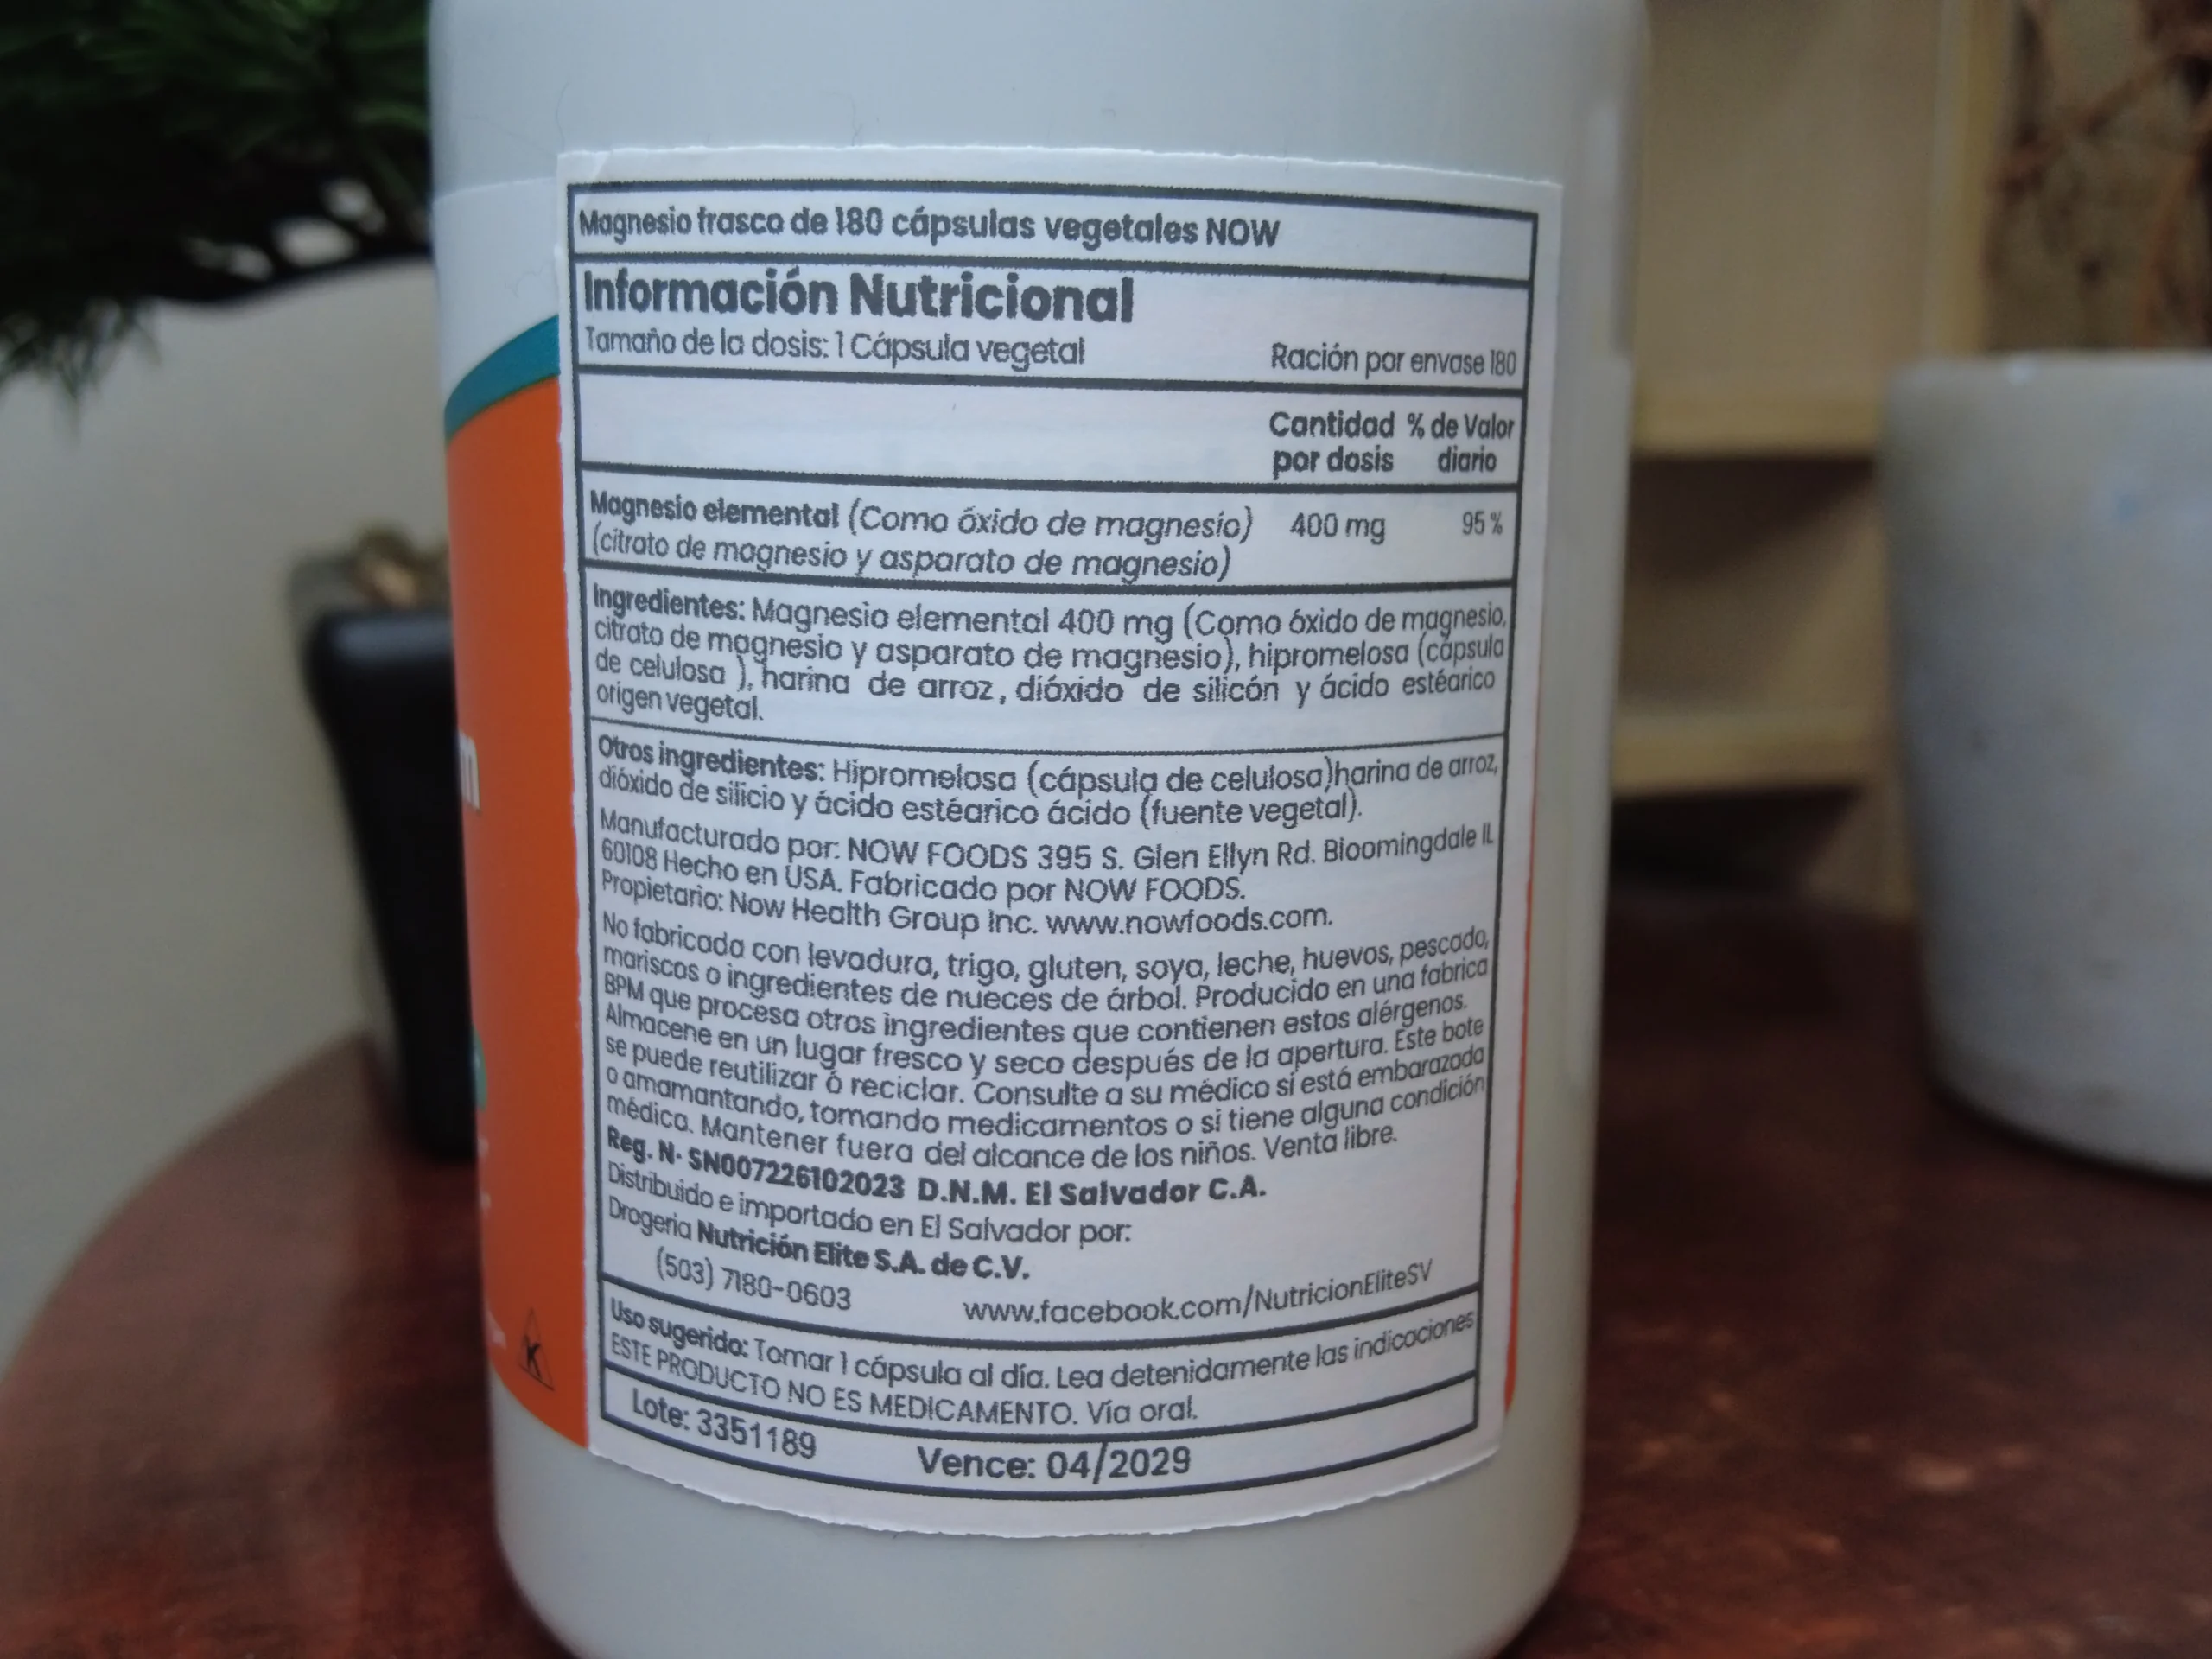 Magnesio frasco de 180 cápsulas vegetales NOW
Información Nutricional
Tamaño de la dosis: 1 Cápsula vegetal Ración por envase 180
Cantidad % de Valor
por dosis diario
Magnesio elemental (Como óxido de magnesio) 400 mg 95%
(citrato de magnesio y asparato de magnesio)
Ingredientes: Magnesio elemental 400 mg (Como óxido de magnesio,
citrato de magnesio y asparato de magnesio), hipromelosa (cápsula
de celulosa ), harina de arroz, dióxido de silicón y ácido estéarico
origen vegetal.
Otros ingredientes: Hipromelosa (cápsula de celulosa)harina de arroz,
dióxido de silicio y ácido estéarico ácido (fuente vegetal).
Manufacturado por: NOW FOODS 395 S. Glen Ellyn Rd. Bloomingdale IL
60108 Hecho en USA. Fabricado por NOW FOODS.
Propietario: Now Health Group Inc. www.nowfoods.com.
No fabricada con levadura, trigo, gluten, soya, leche, huevos, pescado,
mariscos o ingredientes de nueces de árbol. Producido en una fabrica
BPM que procesa otros ingredientes que contienen estos alérgenos.
Almacene en un lugar fresco y seco después de la apertura. Este bote
se puede reutilizar ó reciclar. Consulte a su médico si está embarazada
o amamantando, tomando medicamentos o si tiene alguna condición
médica. Mantener fuera del alcance de los niños. Venta libre.
Reg. N· SN007226102023 D.N.M. El Salvador C.A.
Distribuido e importado en El Salvador por:
Drogeria Nutrición Elite S.A. de C.V.
(503) 7180-0603 www.facebook.com/NutricionEliteSV
Uso sugerido: Tomar 1 cápsula al día. Lea detenidamente las indicaciones
ESTE PRODUCTO NO ES MEDICAMENTO. Vía oral.
Lote: 3351189 Vence: 04/2029
m
K